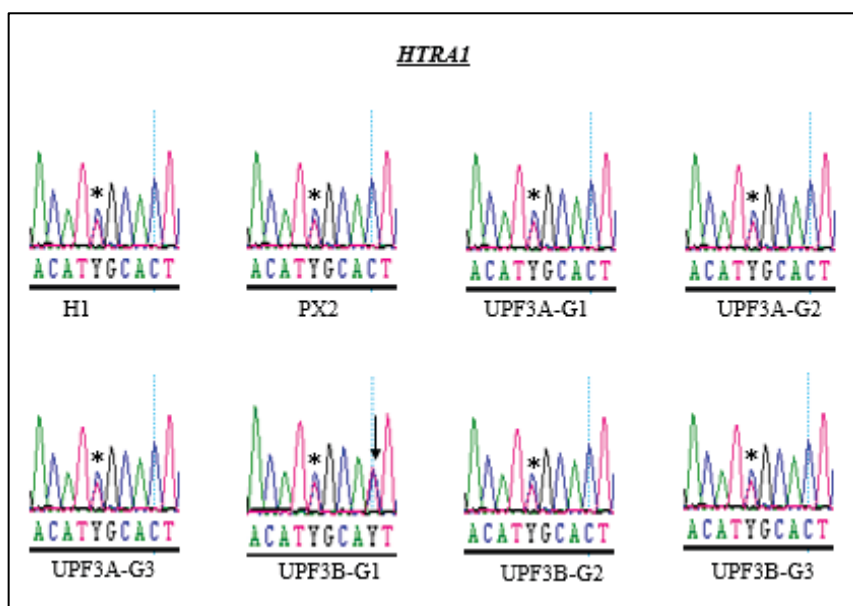 HTRA1
* * * *
ACATYGCACT ACATYGCACT ACATYGCACT ACATYGCACT
H1 PX2 UPF3A-G1 UPF3A-G2
* * * *
ACATYGCACT ACATYGCAYT ACATYGCACT ACATYGCACT
UPF3A-G3 UPF3B-G1 UPF3B-G2 UPF3B-G3